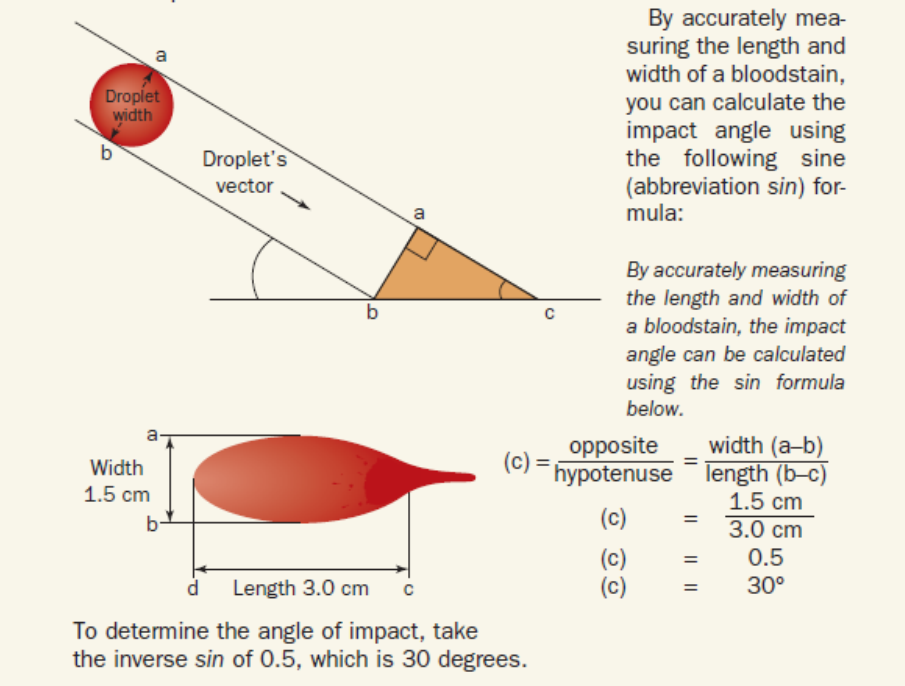 a
Droplet
width
b
Droplet's
vector
a
b
c
By accurately mea-
suring the length and
width of a bloodstain,
you can calculate the
impact angle using
the following sine
(abbreviation sin) for-
mula:
By accurately measuring
the length and width of
a bloodstain, the impact
angle can be calculated
using the sin formula
below.
a
Width
1.5 cm
b
d
Length 3.0 cm
c
(c) = opposite / hypotenuse = width (a–b) / length (b–c)
(c) = 1.5 cm / 3.0 cm
(c) = 0.5
(c) = 30°
To determine the angle of impact, take
the inverse sin of 0.5, which is 30 degrees.